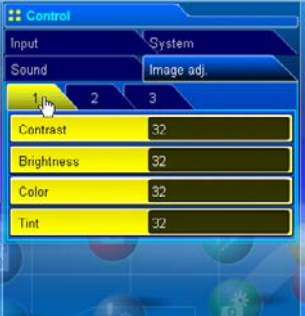 Control
Input System
Sound Image adj.
1 2 3
Contrast 32
Brightness 32
Color 32
Tint 32